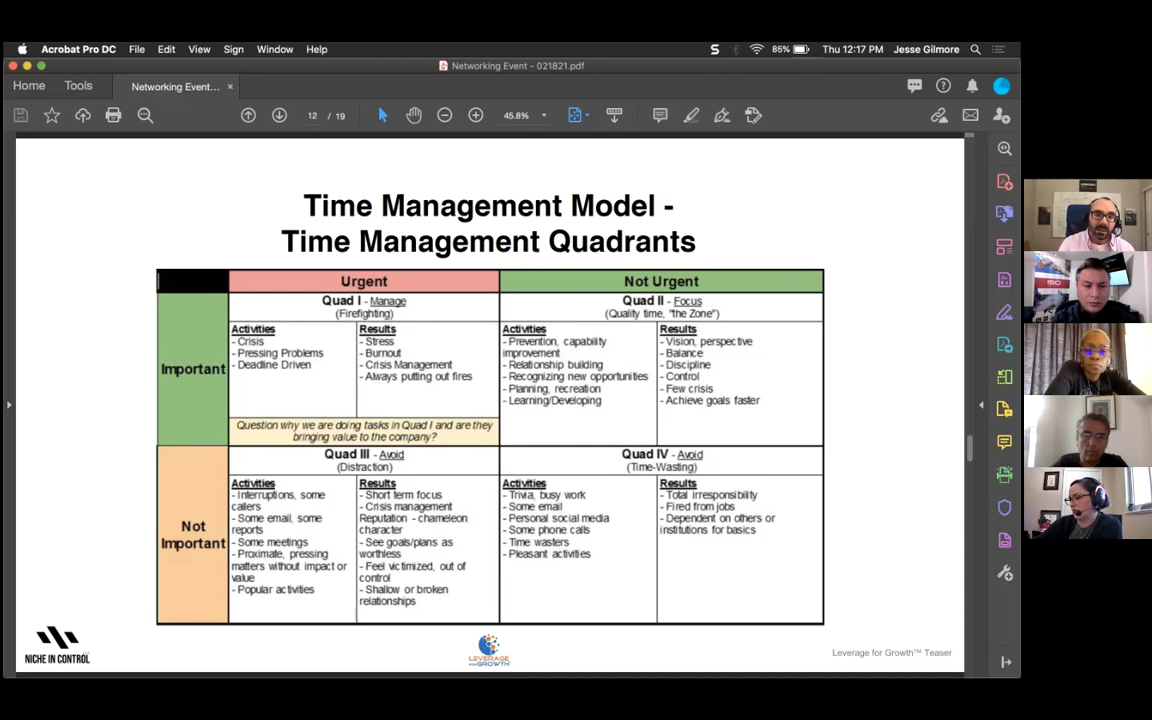 Acrobat Pro DC File Edit View Sign Window Help
85% Thu 12:17 PM Jesse Gilmore
Networking Event - 021821.pdf
Home Tools Networking Event... ×
12 / 19 45.8%
Time Management Model -
Time Management Quadrants
Urgent
Not Urgent
Important
Quad I - Manage
(Firefighting)
Activities
- Crisis
- Pressing Problems
- Deadline Driven
Results
- Stress
- Burnout
- Crisis Management
- Always putting out fires
Question why we are doing tasks in Quad I and are they
bringing value to the company?
Quad II - Focus
(Quality time, "the Zone")
Activities
- Prevention, capability
improvement
- Relationship building
- Recognizing new opportunities
- Planning, recreation
- Learning/Developing
Results
- Vision, perspective
- Balance
- Discipline
- Control
- Few crisis
- Achieve goals faster
Not
Important
Quad III - Avoid
(Distraction)
Activities
- Interruptions, some
callers
- Some email, some
reports
- Some meetings
- Proximate, pressing
matters without impact or
value
- Popular activities
Results
- Short term focus
- Crisis management
Reputation - chameleon
character
- See goals/plans as
worthless
- Feel victimized, out of
control
- Shallow or broken
relationships
Quad IV - Avoid
(Time-Wasting)
Activities
- Trivia, busy work
- Some email
- Personal social media
- Some phone calls
- Time wasters
- Pleasant activities
Results
- Total irresponsibility
- Fired from jobs
- Dependent on others or
institutions for basics
NICHE IN CONTROL
LEVERAGE
GROWTH
Leverage for Growth™ Teaser